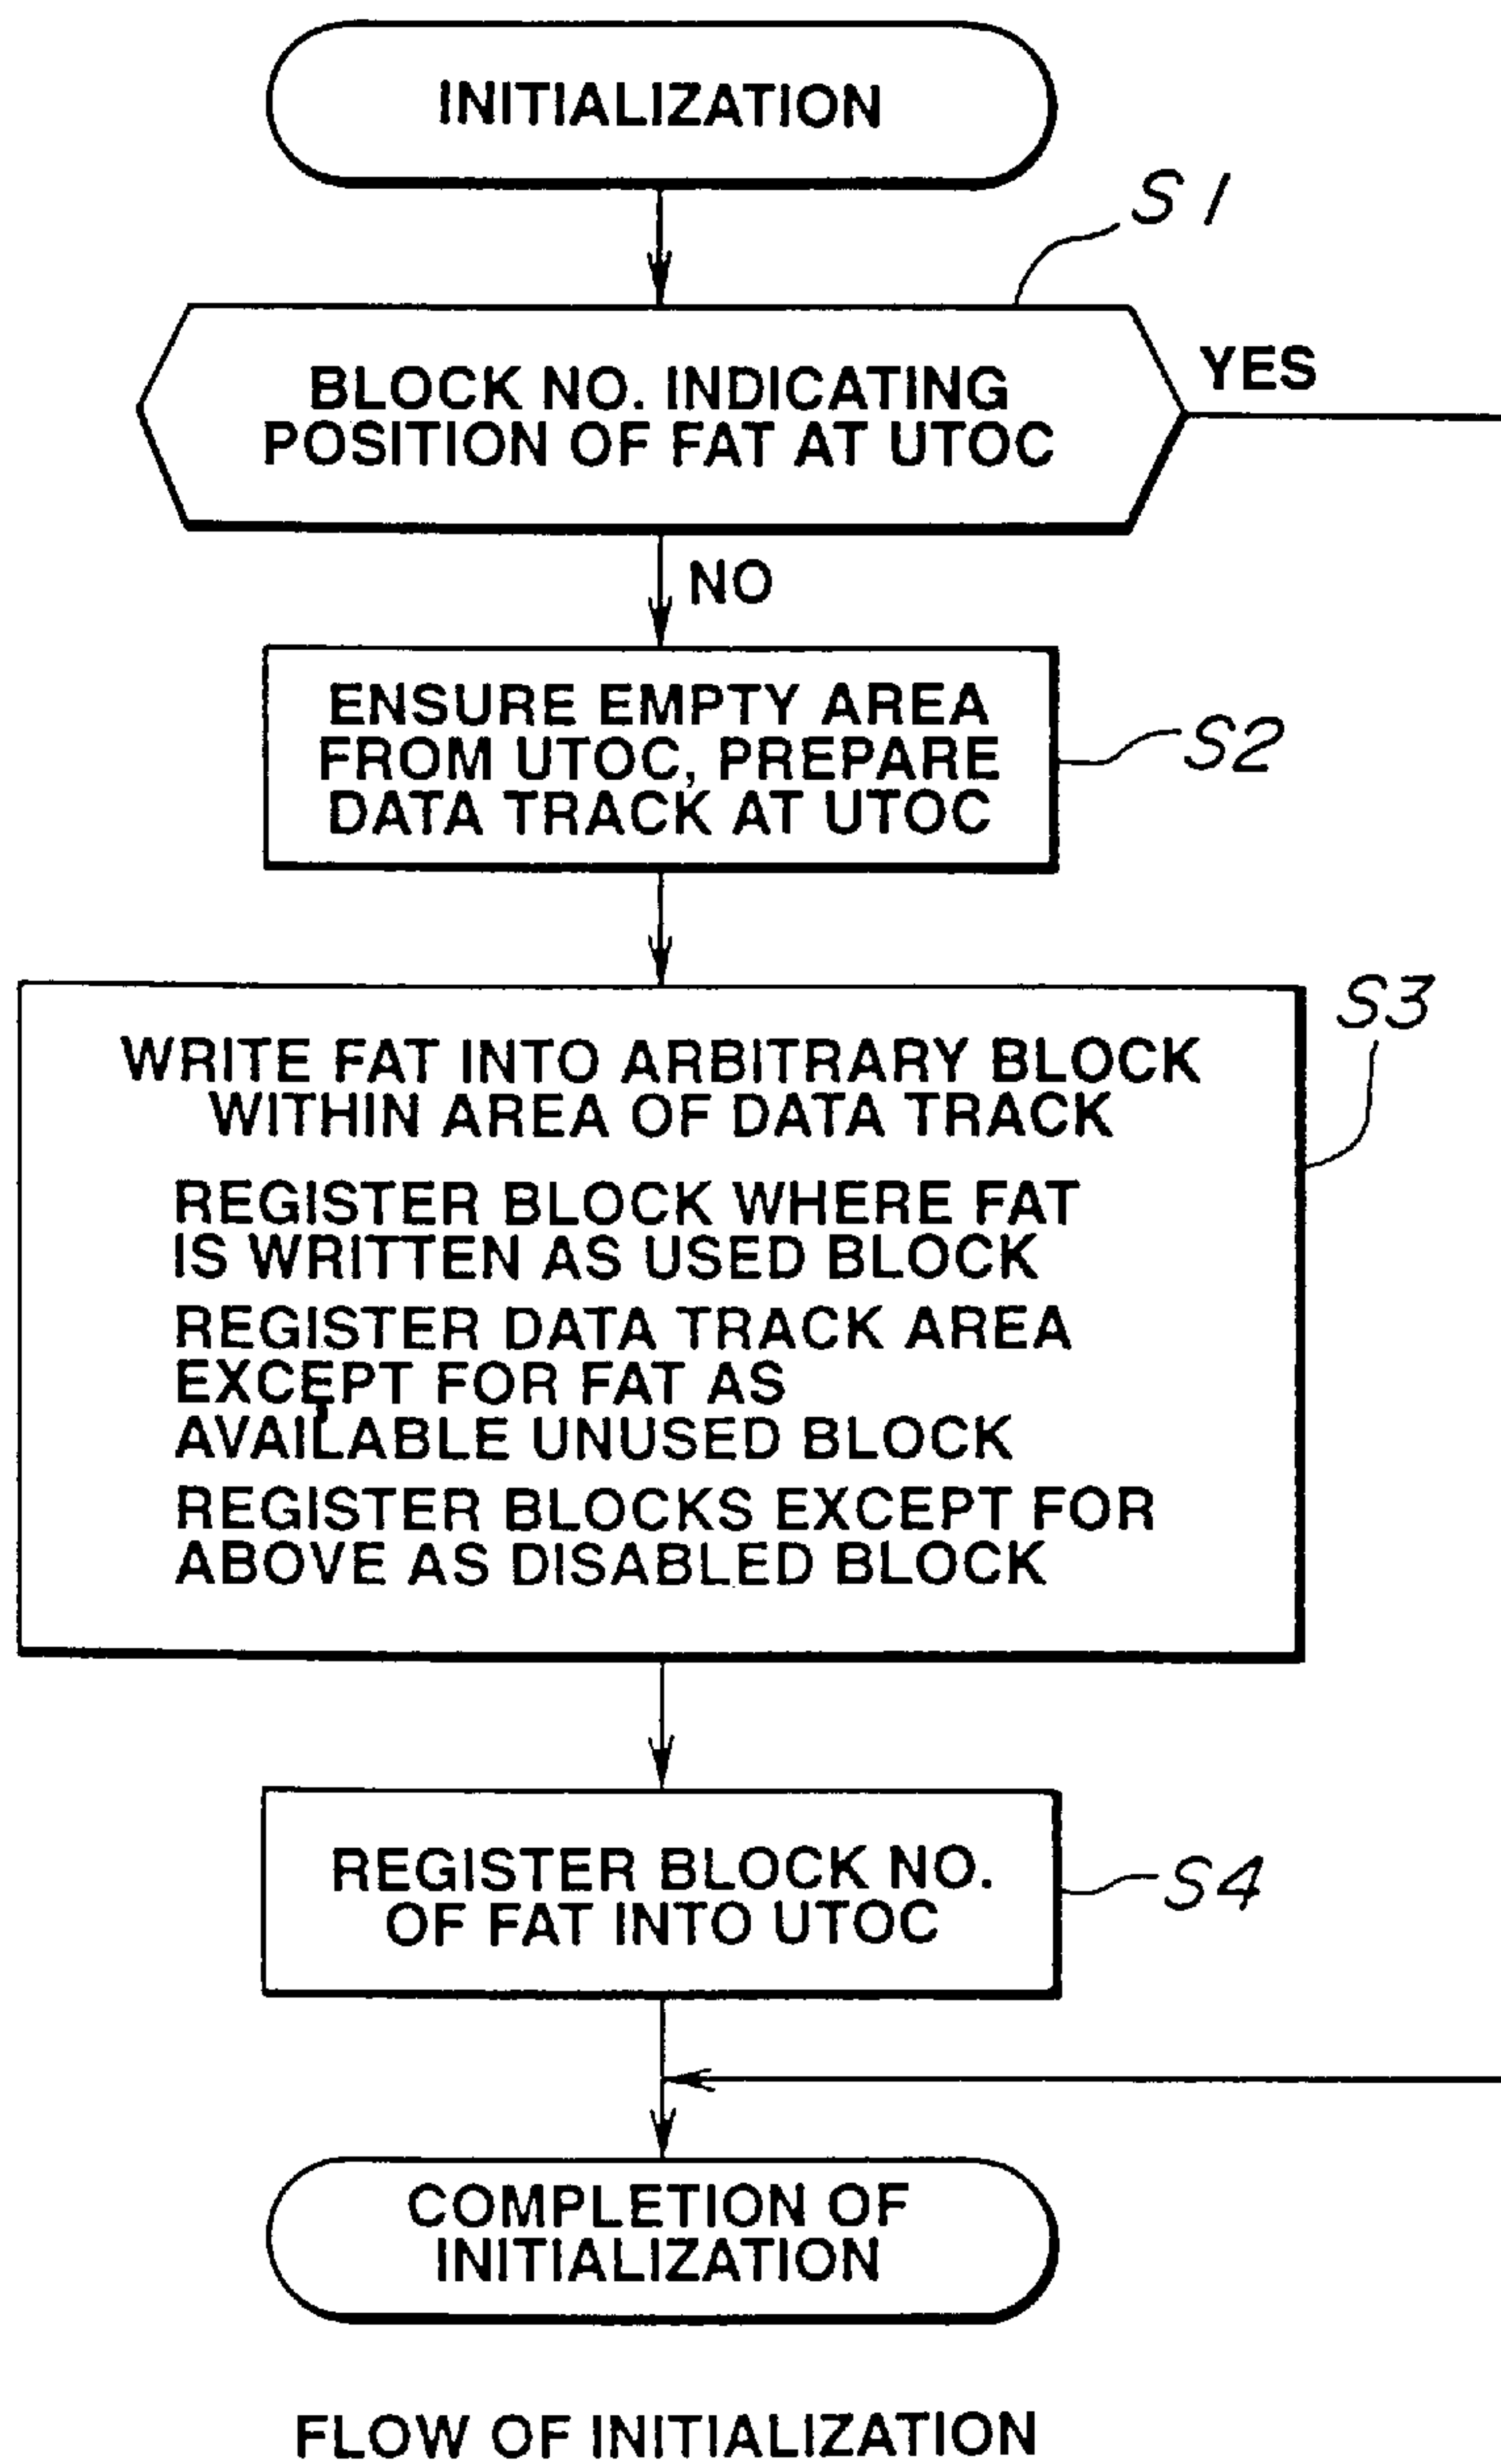 INITIALIZATION
S1
BLOCK NO. INDICATING
POSITION OF FAT AT UTOC
YES
NO
ENSURE EMPTY AREA
FROM UTOC, PREPARE
DATA TRACK AT UTOC
S2
S3
WRITE FAT INTO ARBITRARY BLOCK
WITHIN AREA OF DATA TRACK
REGISTER BLOCK WHERE FAT
IS WRITTEN AS USED BLOCK
REGISTER DATA TRACK AREA
EXCEPT FOR FAT AS
AVAILABLE UNUSED BLOCK
REGISTER BLOCKS EXCEPT FOR
ABOVE AS DISABLED BLOCK
REGISTER BLOCK NO.
OF FAT INTO UTOC
S4
COMPLETION OF
INITIALIZATION
FLOW OF INITIALIZATION